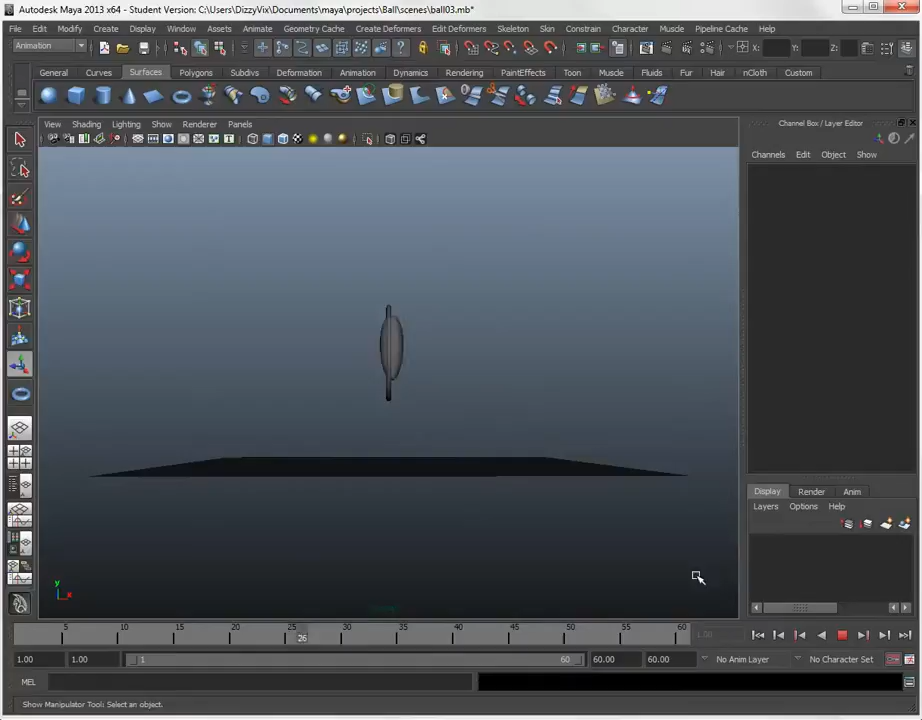 Autodesk Maya 2013 x64 - Student Version: C:\Users\DizzyVix\Documents\maya\projects\Ball\scenes\ball03.mb*
File Edit Modify Create Display Window Assets Animate Geometry Cache Create Deformers Edit Deformers Skeleton Skin Constrain Character Muscle Pipeline Cache Help
Animation X: Y: Z:
General Curves Surfaces Polygons Subdivs Deformation Animation Dynamics Rendering PaintEffects Toon Muscle Fluids Fur Hair nCloth Custom
View Shading Lighting Show Renderer Panels
Channel Box / Layer Editor
Channels Edit Object Show
Display Render Anim
Layers Options Help
y
x
5 10 15 20 25 26 30 35 40 45 50 55 60 1.00
1.00 1.00 1 60 60.00 60.00 No Anim Layer No Character Set
MEL
Show Manipulator Tool: Select an object.